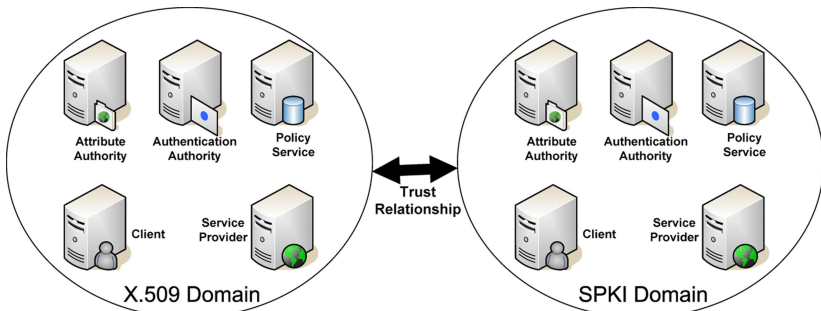 Attribute
Authority
Authentication
Authority
Policy
Service
Client
Service
Provider
X.509 Domain
Trust
Relationship
Attribute
Authority
Authentication
Authority
Policy
Service
Client
Service
Provider
SPKI Domain